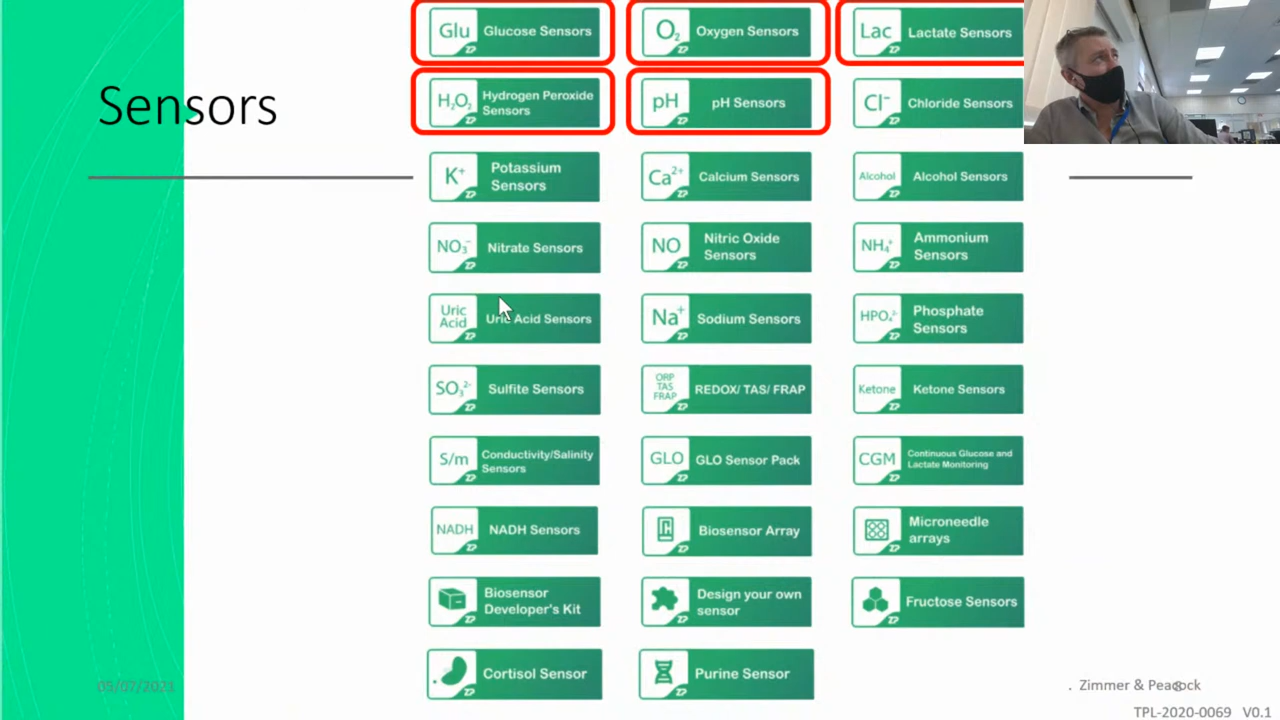 Sensors
Glu Glucose Sensors
O₂ Oxygen Sensors
Lac Lactate Sensors
H₂O₂ Hydrogen Peroxide
Sensors
pH pH Sensors
Cl⁻ Chloride Sensors
K⁺ Potassium
Sensors
Ca²⁺ Calcium Sensors
Alcohol Alcohol Sensors
NO₃⁻ Nitrate Sensors
NO Nitric Oxide
Sensors
NH₄⁺ Ammonium
Sensors
Uric
Acid
Uric Acid Sensors
Na⁺ Sodium Sensors
HPO₄²⁻ Phosphate
Sensors
SO₃²⁻ Sulfite Sensors
ORP
TAS
FRAP
REDOX/ TAS/ FRAP
Ketone Ketone Sensors
S/m Conductivity/Salinity
Sensors
GLO GLO Sensor Pack
CGM Continuous Glucose and
Lactate Monitoring
NADH NADH Sensors
Biosensor Array
Microneedle
arrays
Biosensor
Developer's Kit
Design your own
sensor
Fructose Sensors
Cortisol Sensor
Purine Sensor
05/07/2021
. Zimmer & Peacock
8
TPL-2020-0069 V0.1